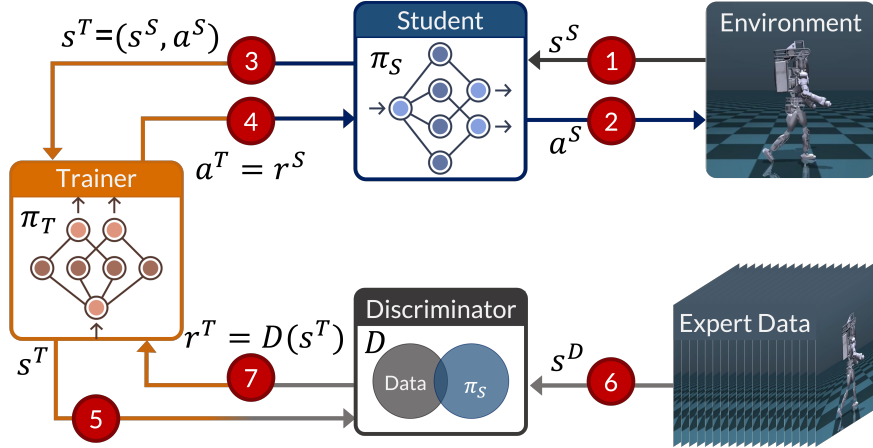 Student
Environment
s^T=(s^S, a^S)
3
π_S
s^S
1
4
a^T = r^S
2
a^S
Trainer
π_T
Discriminator
Expert Data
r^T = D(s^T)
D
s^T
7
Data
π_S
s^D
6
5